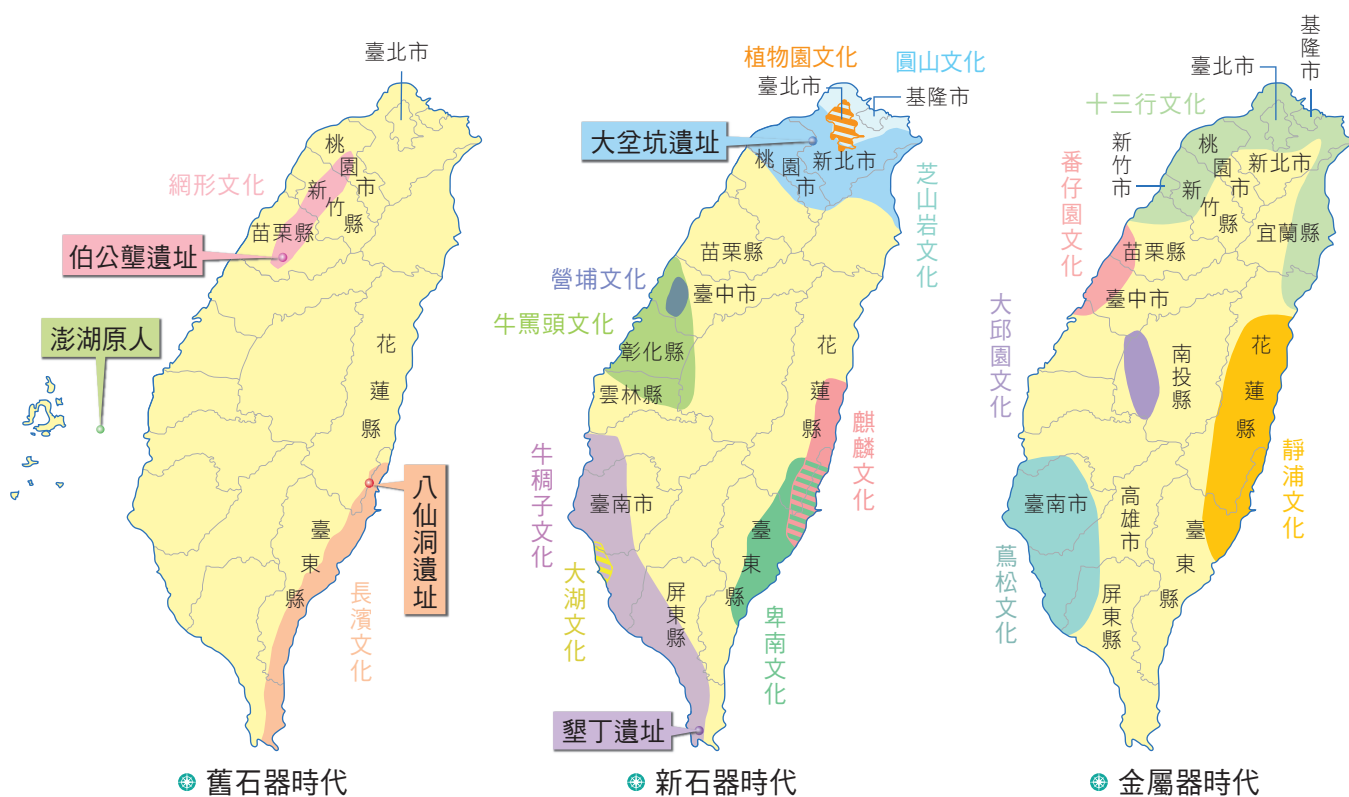 臺北市
桃園市
新竹縣
網形文化
苗栗縣
伯公壟遺址
澎湖原人
花蓮縣
八仙洞遺址
臺東縣
長濱文化
舊石器時代
植物園文化
圓山文化
臺北市
基隆市
大坌坑遺址
桃園市
新北市
芝山岩文化
苗栗縣
營埔文化
臺中市
牛罵頭文化
彰化縣
花蓮縣
雲林縣
麒麟文化
牛稠子文化
臺南市
臺東縣
大湖文化
屏東縣
卑南文化
墾丁遺址
新石器時代
基隆市
臺北市
十三行文化
新竹市
桃園市
新北市
新竹縣
番仔園文化
宜蘭縣
苗栗縣
臺中市
大邱園文化
南投縣
花蓮縣
靜浦文化
臺南市
高雄市
臺東縣
蔦松文化
屏東縣
金屬器時代